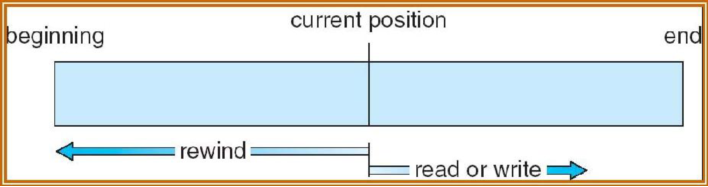 current position
beginning
end
rewind
read or write